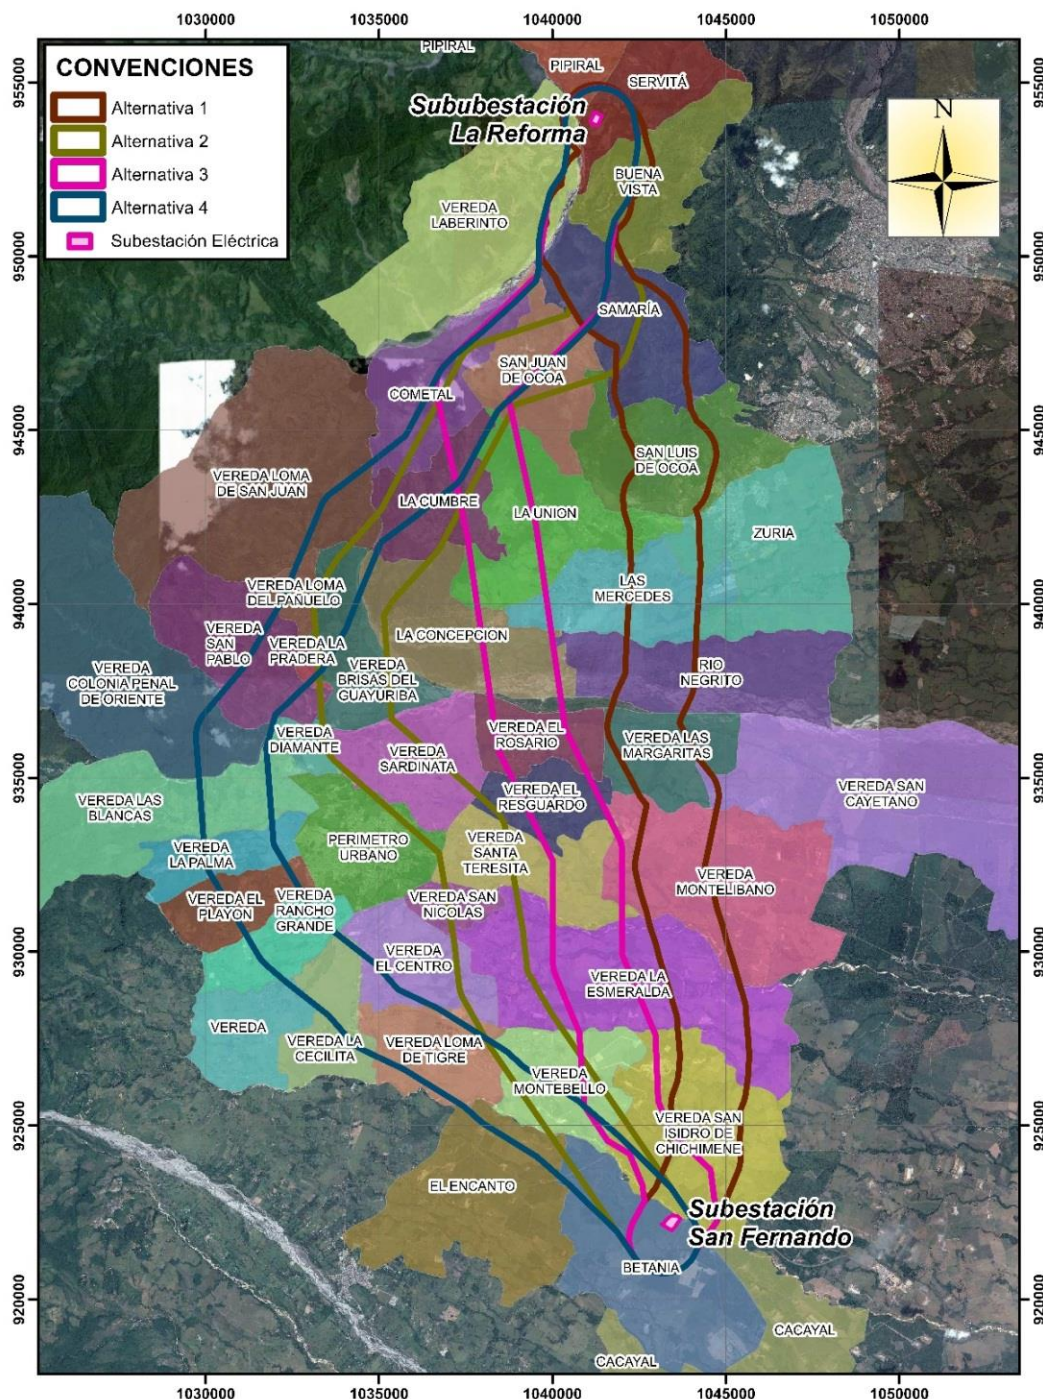 1030000
1035000
1040000
1045000
1050000
CONVENCIONES
Alternativa 1
Alternativa 2
Alternativa 3
Alternativa 4
Subestación Eléctrica
PIPIRAL
PIPIRAL
SERVITÁ
Sububestación
La Reforma
N
BUENA
VISTA
VEREDA
LABERINTO
SAMARÍA
SAN JUAN
DE OCOA
COMETAL
SAN LUIS
DE OCOA
VEREDA LOMA
DE SAN JUAN
LA CUMBRE
LA UNION
ZURIA
VEREDA LOMA
DEL PAÑUELO
LAS
MERCEDES
VEREDA
SAN
PABLO
VEREDA LA
PRADERA
LA CONCEPCION
VEREDA
COLONIA PENAL
DE ORIENTE
VEREDA
BRISAS DEL
GUAYURIBA
RIO
NEGRITO
VEREDA
DIAMANTE
VEREDA
SARDINATA
VEREDA EL
ROSARIO
VEREDA LAS
MARGARITAS
VEREDA LAS
BLANCAS
VEREDA EL
RESGUARDO
VEREDA SAN
CAYETANO
VEREDA
LA PALMA
PERIMETRO
URBANO
VEREDA
SANTA
TERESITA
VEREDA
MONTELIBANO
VEREDA EL
PLAYON
VEREDA
RANCHO
GRANDE
VEREDA SAN
NICOLAS
VEREDA
EL CENTRO
VEREDA LA
ESMERALDA
VEREDA
VEREDA LA
CECILITA
VEREDA LOMA
DE TIGRE
VEREDA
MONTEBELLO
VEREDA SAN
ISIDRO DE
CHICHIMENE
EL ENCANTO
Subestación
San Fernando
BETANIA
CACAYAL
CACAYAL
955000
950000
945000
940000
935000
930000
925000
920000
955000
950000
945000
940000
935000
930000
925000
920000
1030000
1035000
1040000
1045000
1050000